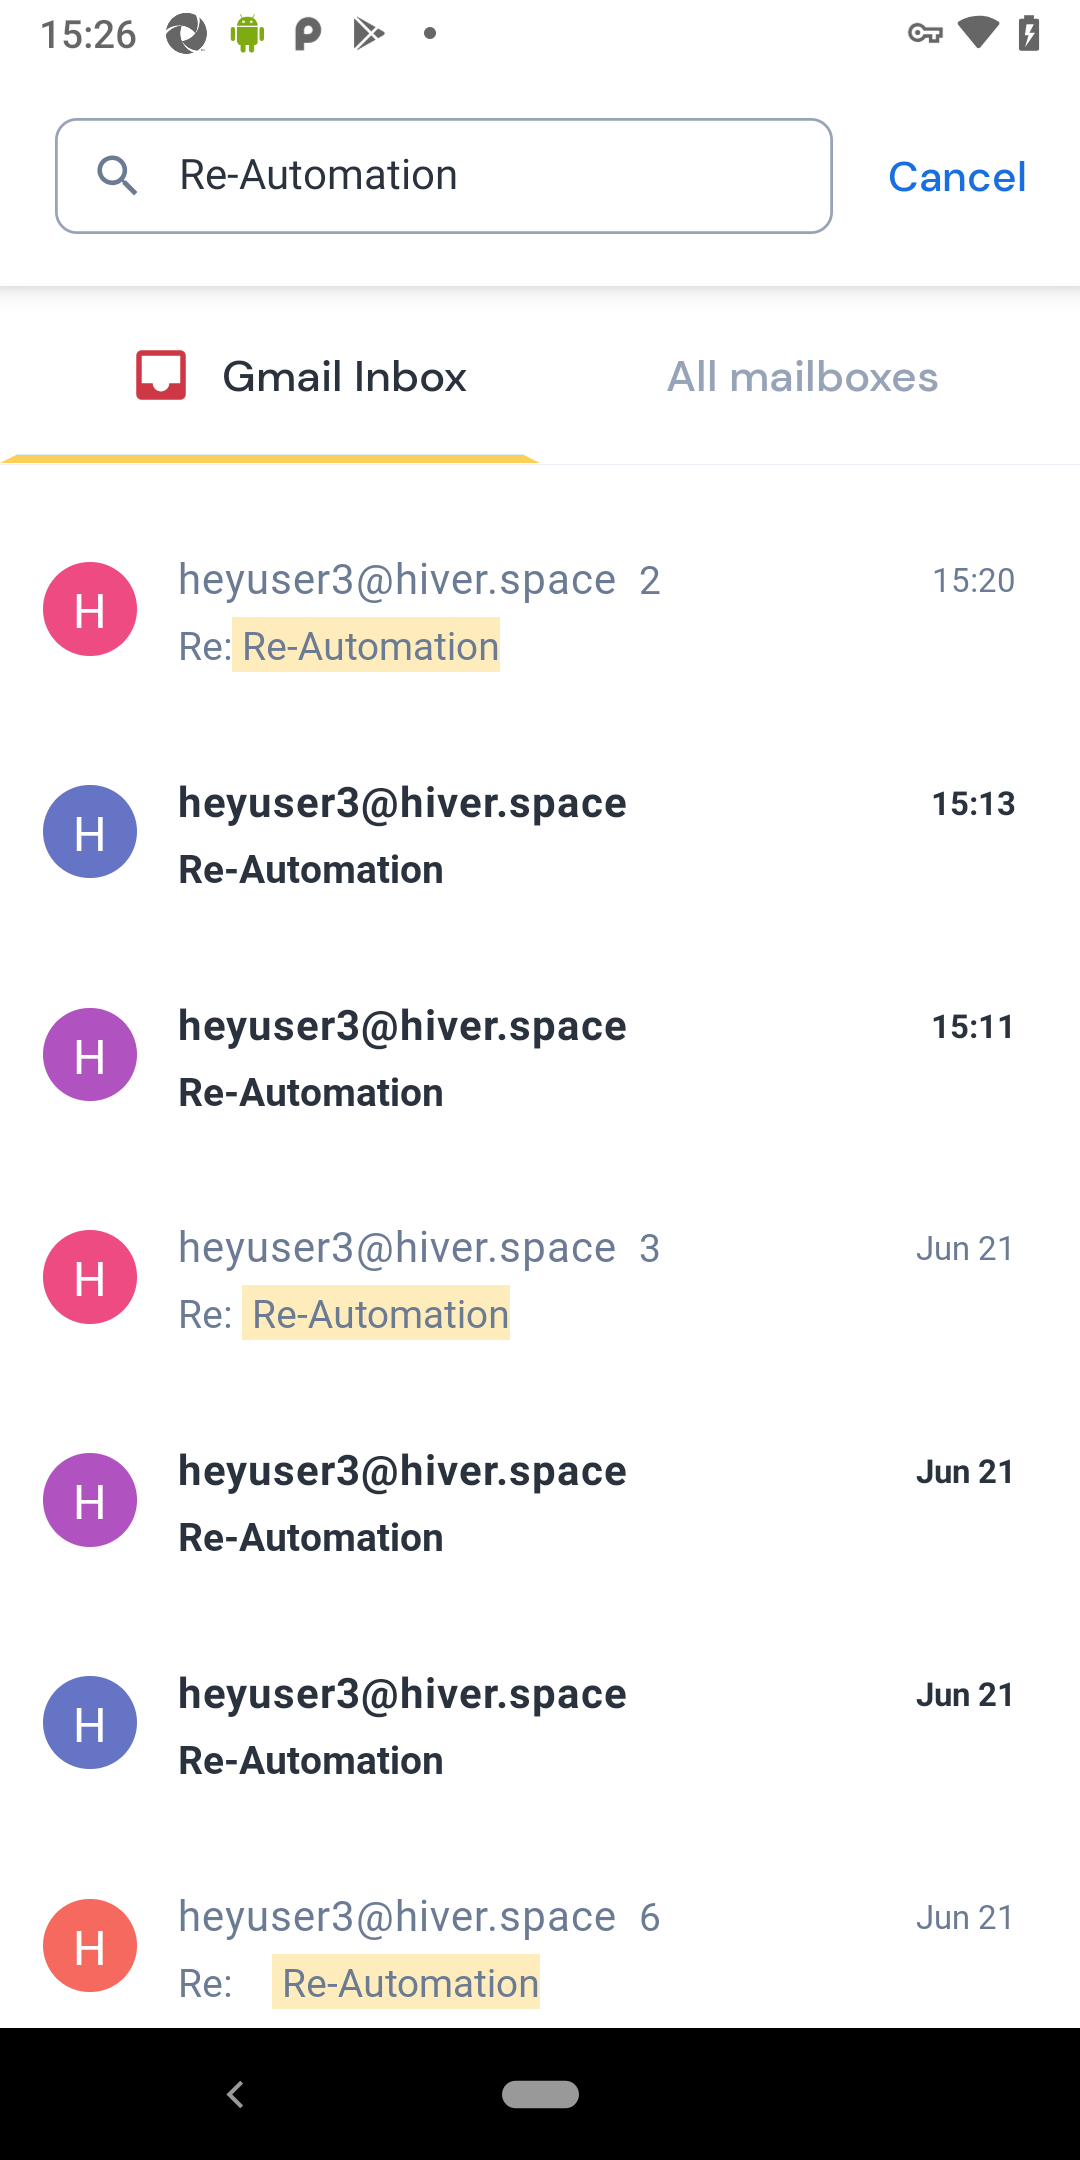 15:26
Re-Automation
Cancel
Gmail Inbox
All mailboxes
H
heyuser3@hiver.space 2
15:20
Re: Re-Automation
H
heyuser3@hiver.space
15:13
Re-Automation
H
heyuser3@hiver.space
15:11
Re-Automation
H
heyuser3@hiver.space 3
Jun 21
Re: Re-Automation
H
heyuser3@hiver.space
Jun 21
Re-Automation
H
heyuser3@hiver.space
Jun 21
Re-Automation
H
heyuser3@hiver.space 6
Jun 21
Re: Re-Automation